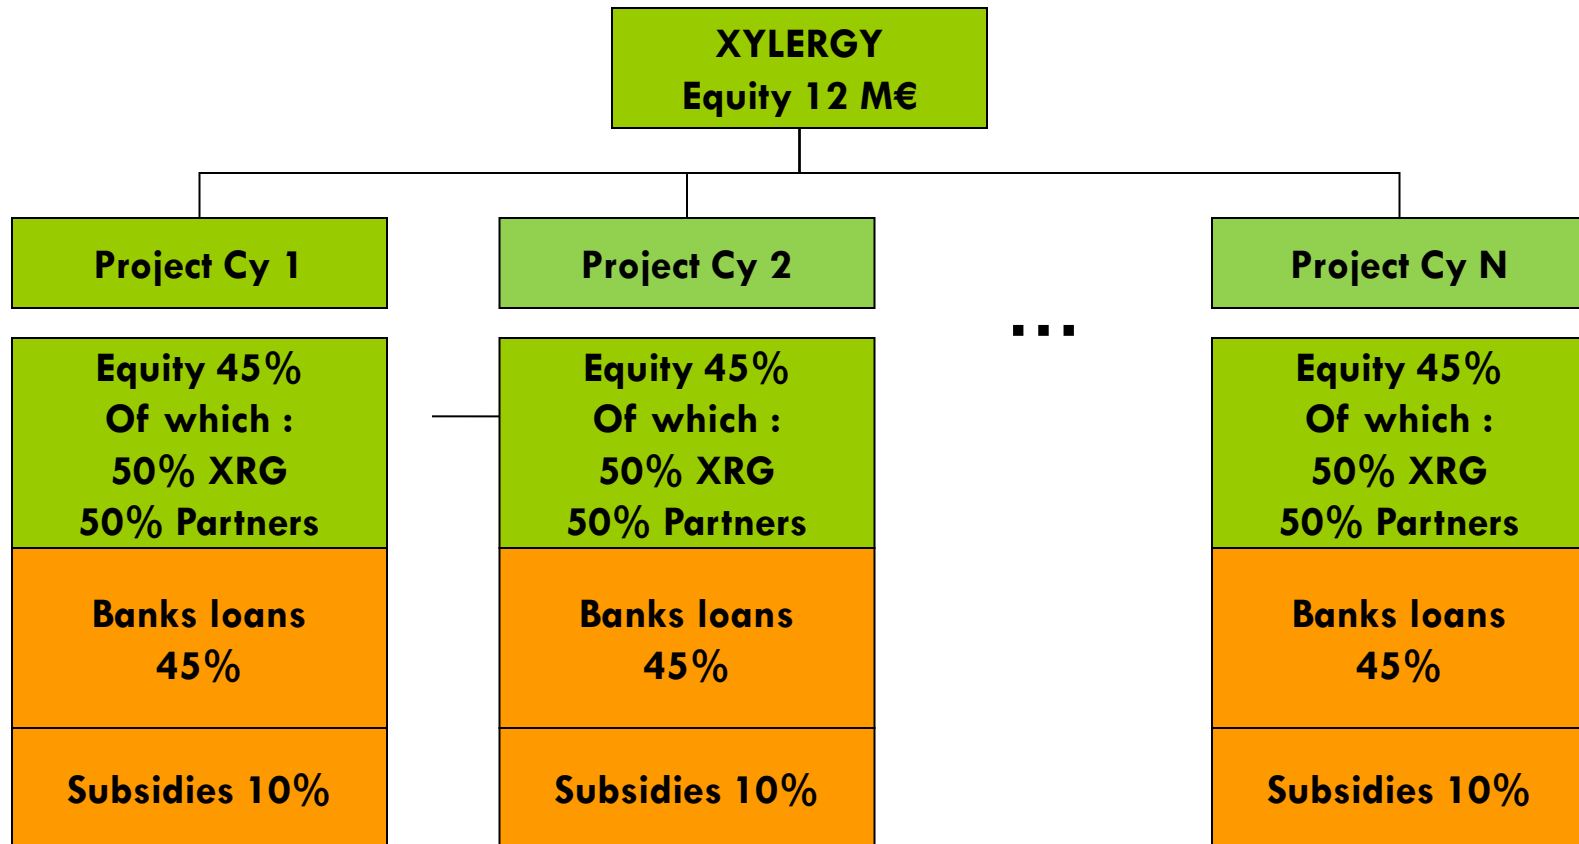 XYLERGY
Equity 12 M€
Project Cy 1
Project Cy 2
Project Cy N
...
Equity 45%
Of which :
50% XRG
50% Partners
Equity 45%
Of which :
50% XRG
50% Partners
Equity 45%
Of which :
50% XRG
50% Partners
Banks loans
45%
Banks loans
45%
Banks loans
45%
Subsidies 10%
Subsidies 10%
Subsidies 10%